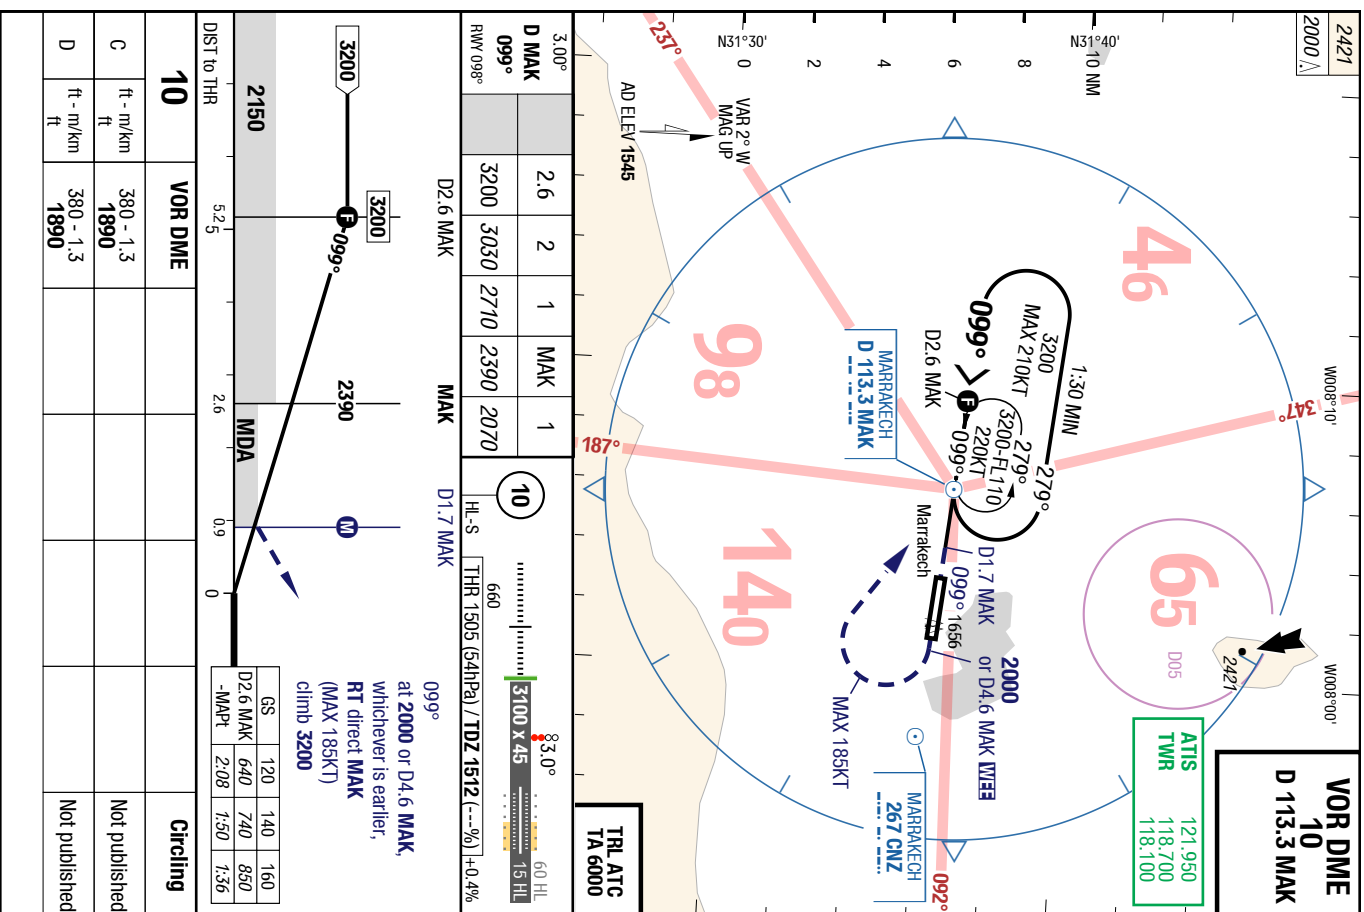 VOR DME
10
D 113.3 MAK
ATIS 121.950
TWR 118.700
118.100
TRL ATC
TA 6000
2421
2000
W008°10'
W008°00'
N31°40'
N31°30'
10 NM
8
6
4
2
0
VAR 2° W
MAG UP
AD ELEV 1545
46
65
98
140
D05
2421
347°
237°
187°
092°
1:30 MIN
3200
MAX 210KT
099°
279°
279°
3200-FL110
220KT
D2.6 MAK
F
099°
MARRAKECH
D 113.3 MAK
Marrakech
D1.7 MAK
099°
1656
2000
or D4.6 MAK WEE
MAX 185KT
MARRAKECH
267 CNZ
3.00°
D MAK
099°
RWY 098°
2.6 2 1 MAK 1
3200 3030 2710 2390 2070
10
HL-S
660
3.0°
3100 x 45
60 HL
15 HL
THR 1505 (54hPa) / TDZ 1512 (---%) +0.4%
D2.6 MAK
MAK
D1.7 MAK
3200
3200
F
099°
2390
M
2150
MDA
DIST to THR
5.2 5 2.6 0.9 0
099°
at 2000 or D4.6 MAK,
whichever is earlier,
RT direct MAK
(MAX 185KT)
climb 3200
GS 120 140 160
D2.6 MAK 640 740 850
-MAPt 2:08 1:50 1:36
10 VOR DME Circling
C ft - m/km 380 - 1.3 Not published
ft 1890
D ft - m/km 380 - 1.3 Not published
ft 1890